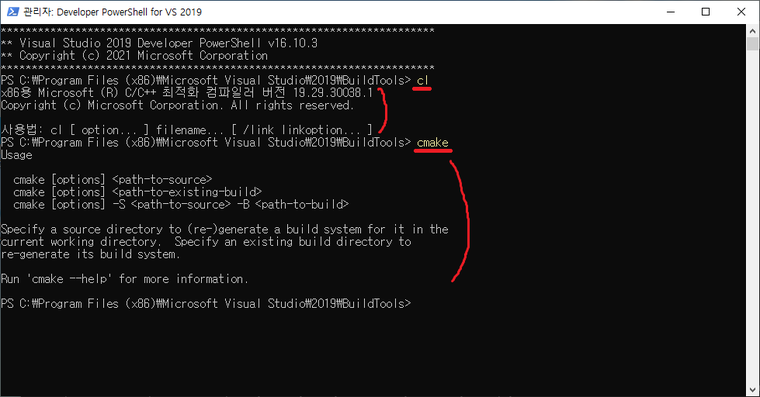 관리자: Developer PowerShell for VS 2019
**********************************************************************
** Visual Studio 2019 Developer PowerShell v16.10.3
** Copyright (c) 2021 Microsoft Corporation
**********************************************************************
PS C:₩Program Files (x86)₩Microsoft Visual Studio₩2019₩BuildTools> cl
x86용 Microsoft (R) C/C++ 최적화 컴파일러 버전 19.29.30038.1
Copyright (c) Microsoft Corporation. All rights reserved.
사용법: cl [ option... ] filename... [ /link linkoption... ]
PS C:₩Program Files (x86)₩Microsoft Visual Studio₩2019₩BuildTools> cmake
Usage
cmake [options] <path-to-source>
cmake [options] <path-to-existing-build>
cmake [options] -S <path-to-source> -B <path-to-build>
Specify a source directory to (re-)generate a build system for it in the
current working directory.  Specify an existing build directory to
re-generate its build system.
Run 'cmake --help' for more information.
PS C:₩Program Files (x86)₩Microsoft Visual Studio₩2019₩BuildTools>